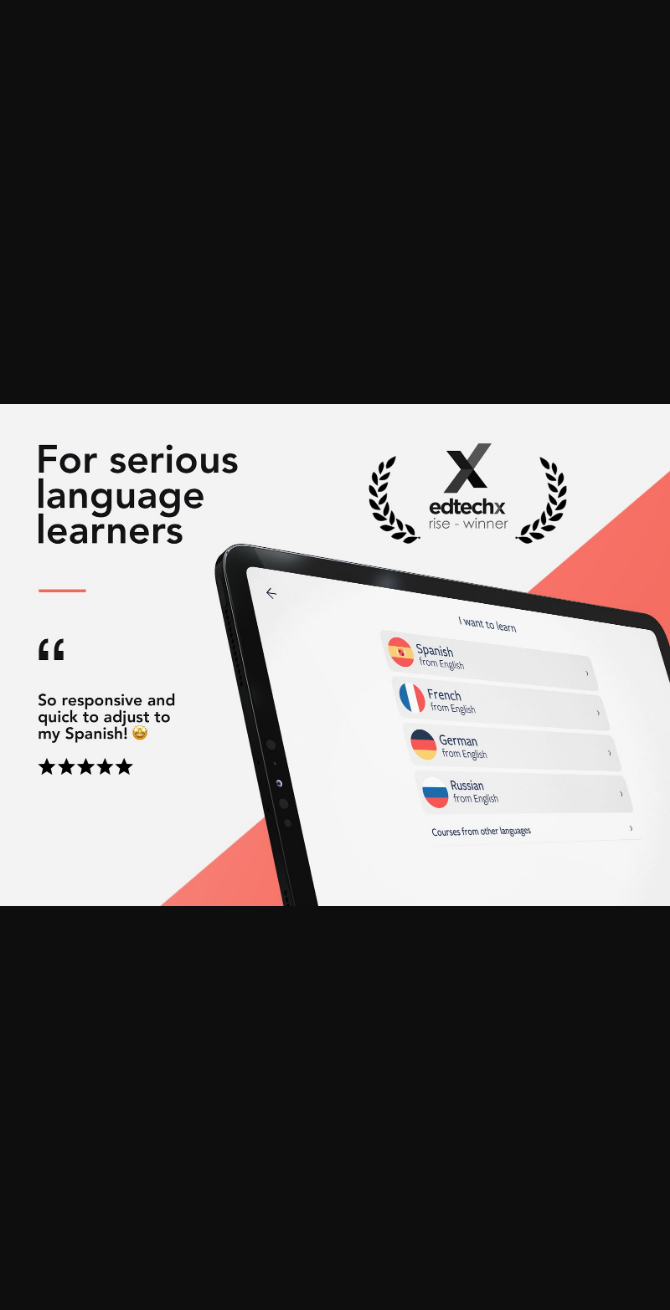 For serious
language
learners
“
So responsive and
quick to adjust to
my Spanish! 🤩
★★★★★
X
edtechx
rise - winner
←
I want to learn
Spanish
from English
›
French
from English
›
German
from English
›
Russian
from English
›
Courses from other languages
›